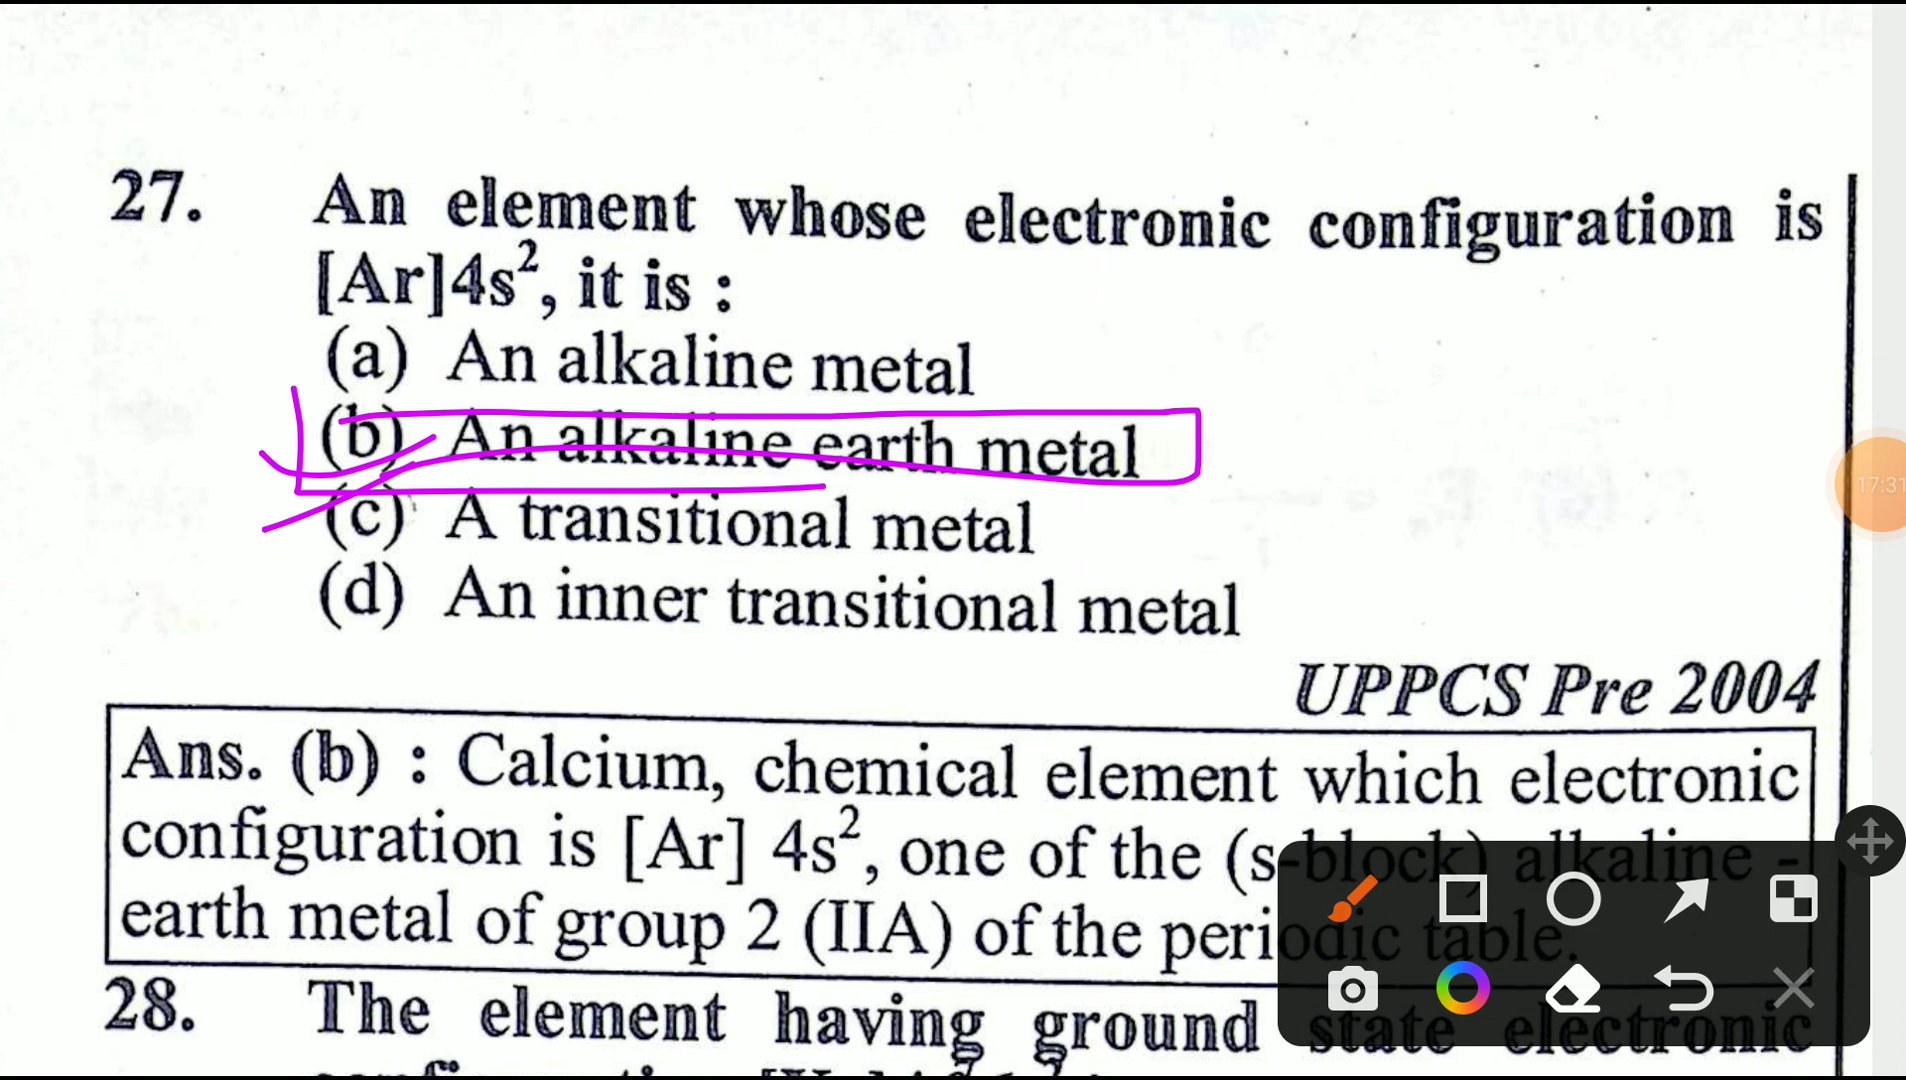 27. An element whose electronic configuration is
[Ar]4s², it is :
(a) An alkaline metal
(b) An alkaline earth metal
(c) A transitional metal
(d) An inner transitional metal
UPPCS Pre 2004
Ans. (b) : Calcium, chemical element which electronic
configuration is [Ar] 4s², one of the (s-block) alkaline -
earth metal of group 2 (IIA) of the periodic table.
28. The element having ground state electronic
17:31